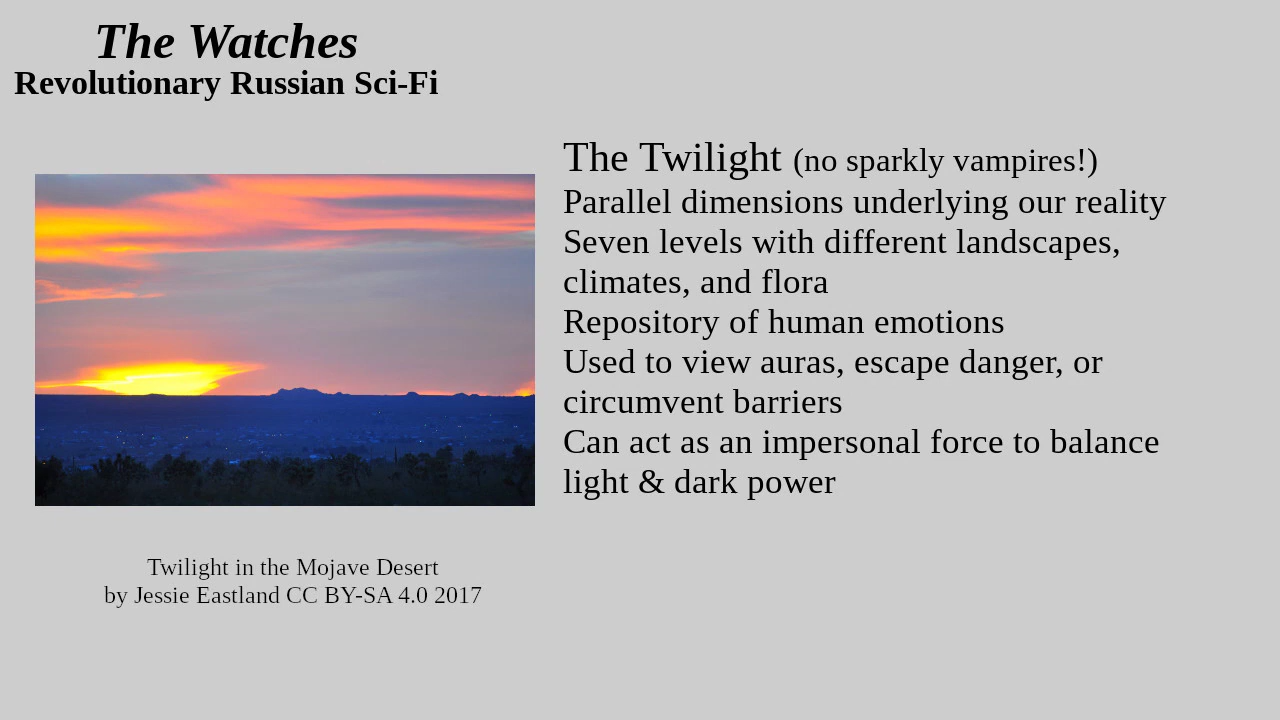 The Watches
Revolutionary Russian Sci-Fi
The Twilight (no sparkly vampires!)
Parallel dimensions underlying our reality
Seven levels with different landscapes,
climates, and flora
Repository of human emotions
Used to view auras, escape danger, or
circumvent barriers
Can act as an impersonal force to balance
light & dark power
Twilight in the Mojave Desert
by Jessie Eastland CC BY-SA 4.0 2017